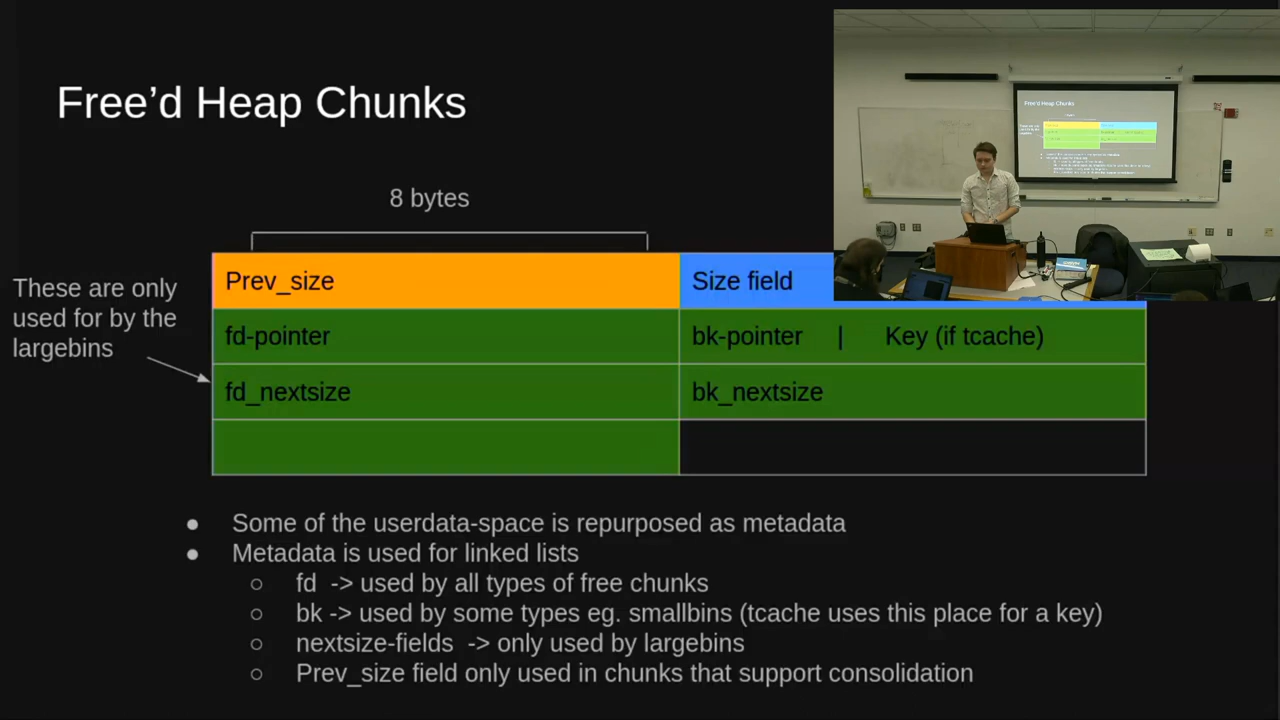 Free’d Heap Chunks
8 bytes
Prev_size
Size field
These are only
used for by the
largebins
fd-pointer
bk-pointer | Key (if tcache)
fd_nextsize
bk_nextsize
● Some of the userdata-space is repurposed as metadata
● Metadata is used for linked lists
○ fd -> used by all types of free chunks
○ bk -> used by some types eg. smallbins (tcache uses this place for a key)
○ nextsize-fields -> only used by largebins
○ Prev_size field only used in chunks that support consolidation
Free’d Heap Chunks